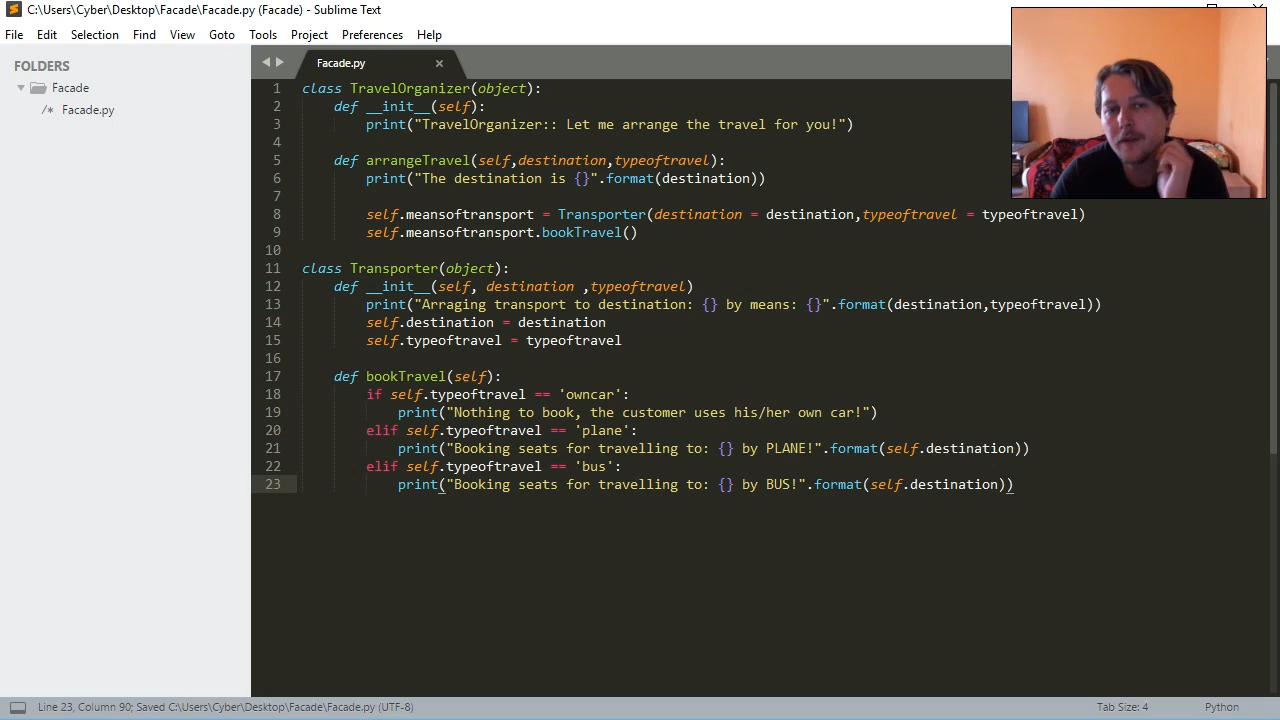 C:\Users\Cyber\Desktop\Facade\Facade.py (Facade) - Sublime Text
File Edit Selection Find View Goto Tools Project Preferences Help
FOLDERS
Facade
/* Facade.py
Facade.py ×
1 class TravelOrganizer(object):
2 def __init__(self):
3 print("TravelOrganizer:: Let me arrange the travel for you!")
4
5 def arrangeTravel(self,destination,typeoftravel):
6 print("The destination is {}".format(destination))
7
8 self.meansoftransport = Transporter(destination = destination,typeoftravel = typeoftravel)
9 self.meansoftransport.bookTravel()
10
11 class Transporter(object):
12 def __init__(self, destination ,typeoftravel)
13 print("Arraging transport to destination: {} by means: {}".format(destination,typeoftravel))
14 self.destination = destination
15 self.typeoftravel = typeoftravel
16
17 def bookTravel(self):
18 if self.typeoftravel == 'owncar':
19 print("Nothing to book, the customer uses his/her own car!")
20 elif self.typeoftravel == 'plane':
21 print("Booking seats for travelling to: {} by PLANE!".format(self.destination))
22 elif self.typeoftravel == 'bus':
23 print("Booking seats for travelling to: {} by BUS!".format(self.destination))
Line 23, Column 90; Saved C:\Users\Cyber\Desktop\Facade\Facade.py (UTF-8) Tab Size: 4 Python